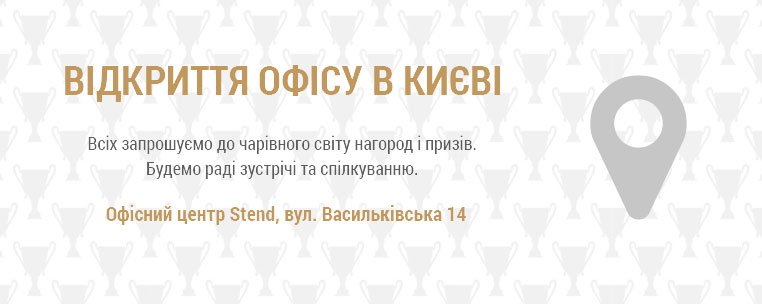 ВІДКРИТТЯ ОФІСУ В КИЄВІ
Всіх запрошуємо до чарівного світу нагород і призів.
Будемо раді зустрічі та спілкуванню.
Офісний центр Stend, вул. Васильківська 14